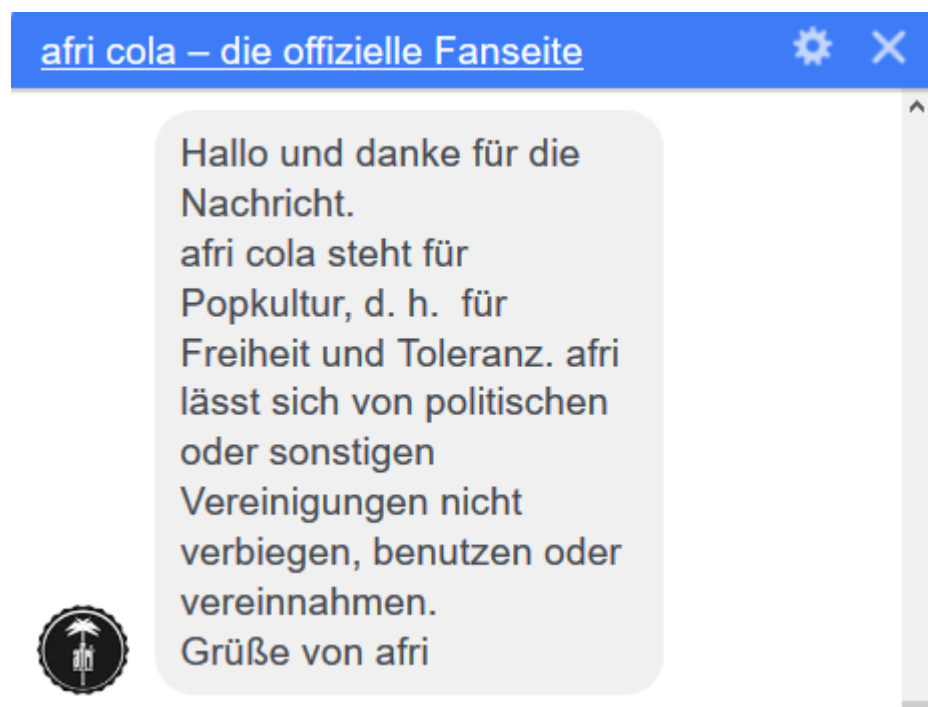 afri cola – die offizielle Fanseite
Hallo und danke für die
Nachricht.
afri cola steht für
Popkultur, d. h.  für
Freiheit und Toleranz. afri
lässt sich von politischen
oder sonstigen
Vereinigungen nicht
verbiegen, benutzen oder
vereinnahmen.
Grüße von afri
afri